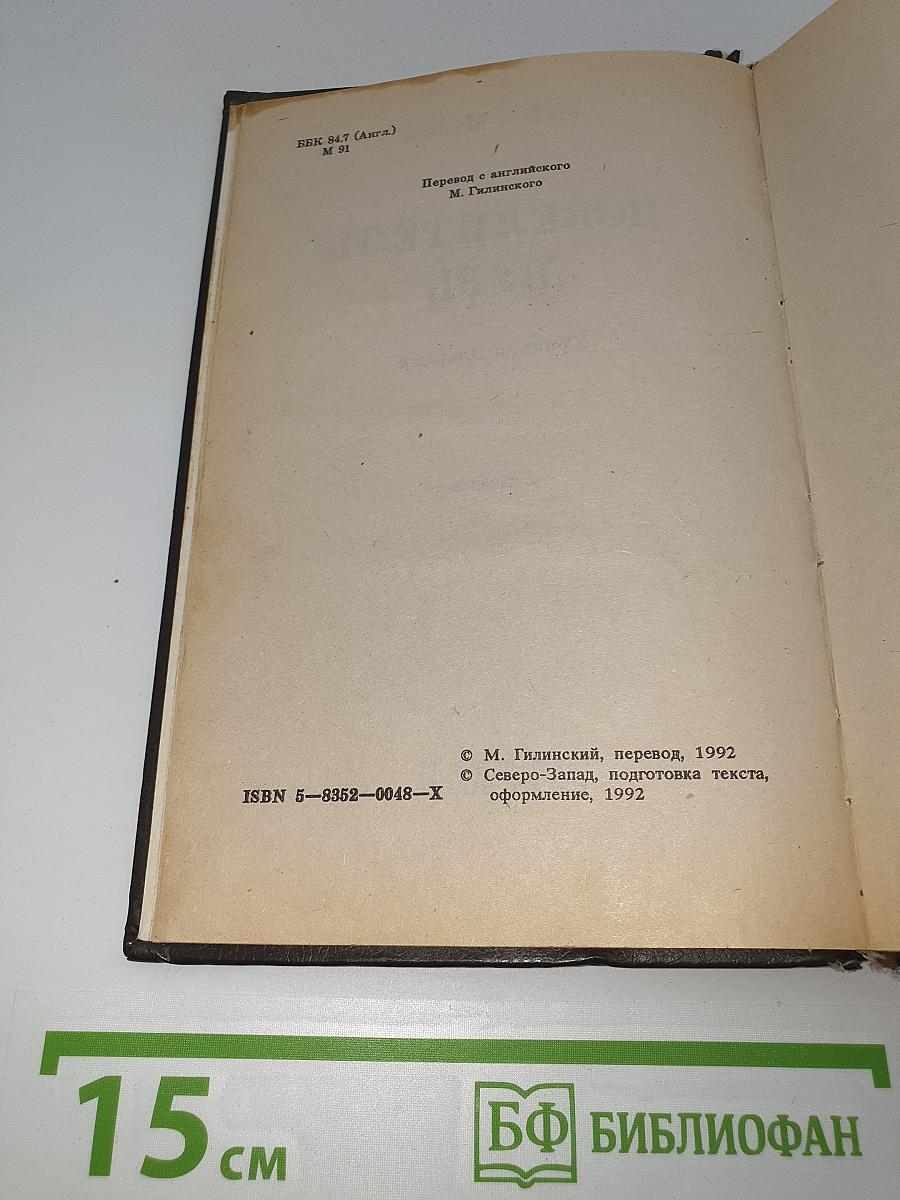 ББК 84.7 (Англ.)
М 91
Перевод с английского
М. Гилинского
© М. Гилинский, перевод, 1992
© Северо-Запад, подготовка текста,
ISBN 5—8352—0048—X
оформление, 1992
15 см
БФ БИБЛИОФАН